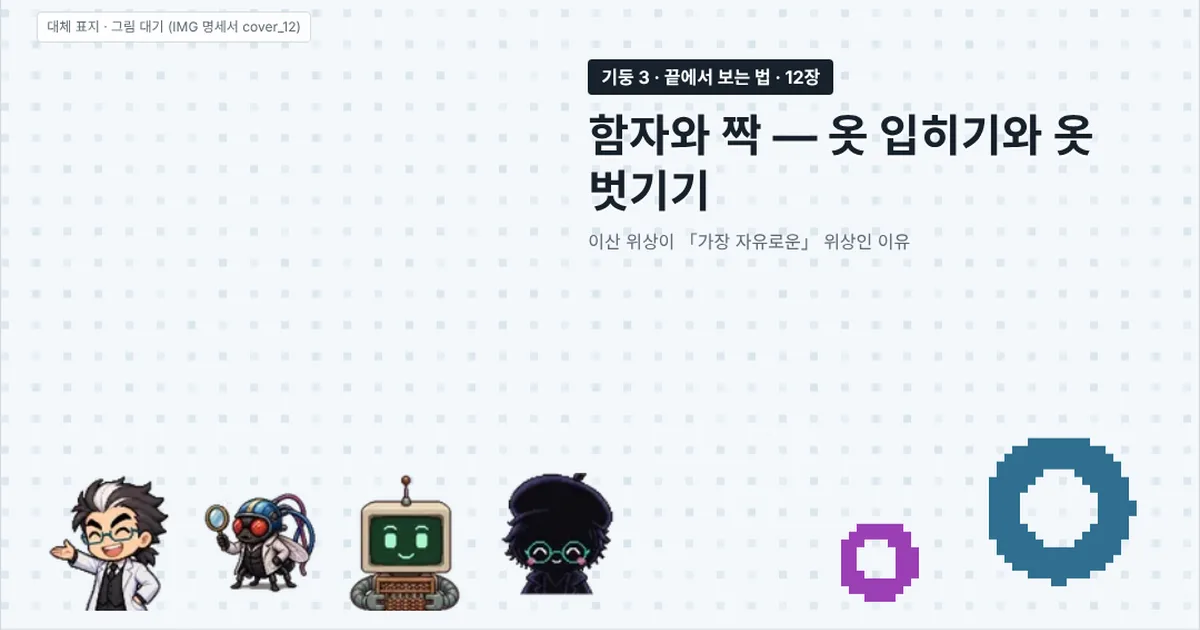 대체 표지 · 그림 대기 (IMG 명세서 cover_12)
기둥 3 · 끝에서 보는 법 · 12장
함자와 짝 — 옷 입히기와 옷
벗기기
이산 위상이 「가장 자유로운」 위상인 이유